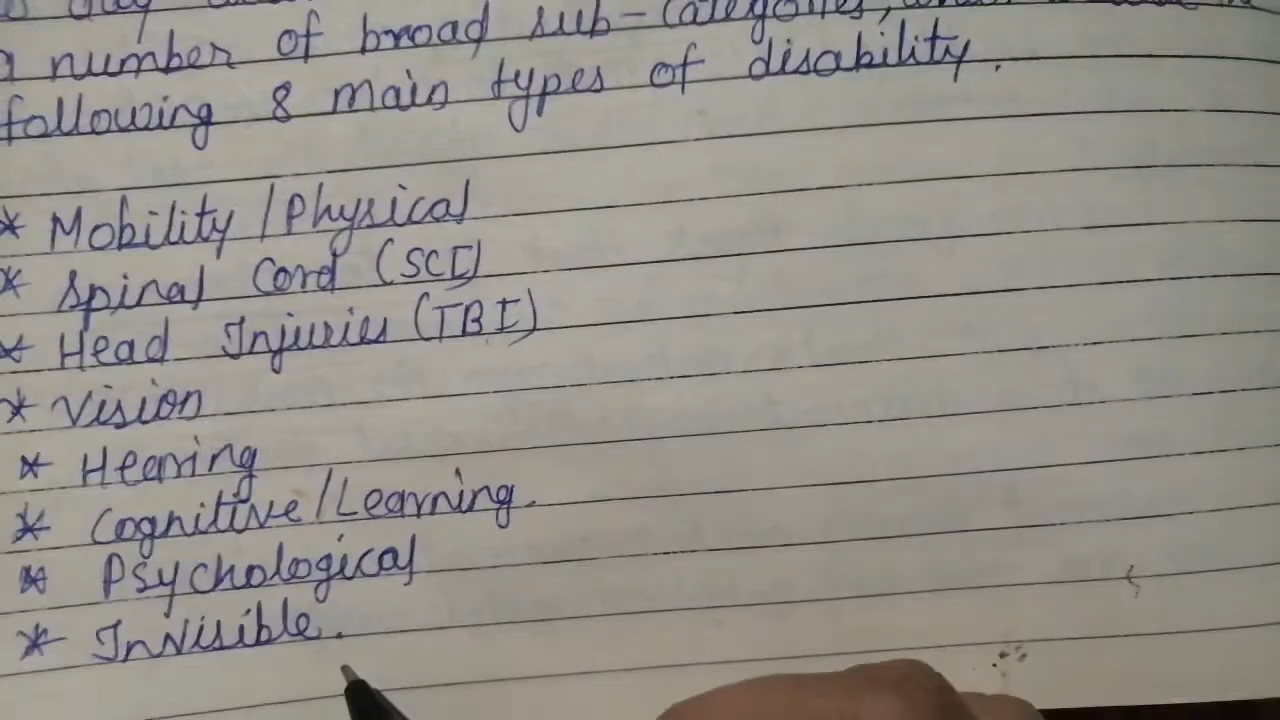 number of broad sub-categories,
following 8 main types of disability.
* Mobility/Physical
* Spinal Cord (SCI)
* Head Injuries (TBI)
* Vision
* Hearing
* Cognitive/Learning.
* Psychological
* Invisible.